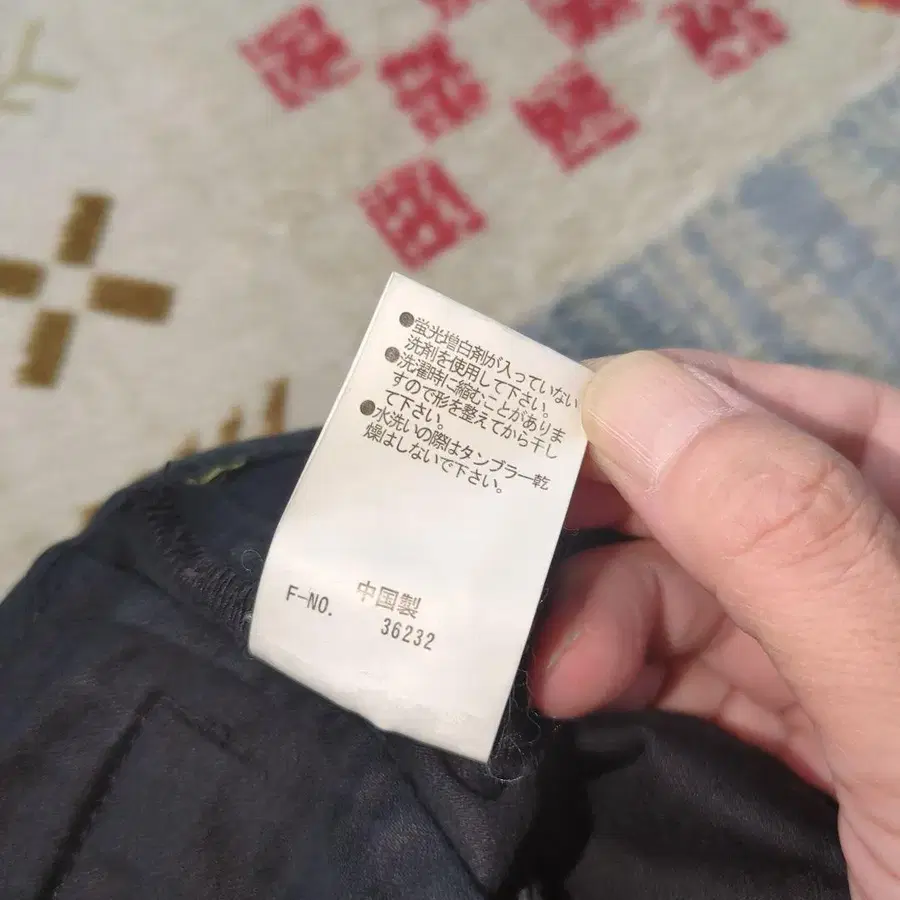 ●蛍光増白剤が入っていない
洗剤を使用して下さい。
●洗濯時に縮むことがありま
すので形を整えてから干し
て下さい。
●水洗いの際はタンブラー乾
燥はしないで下さい。
中国製
F-NO. 36232